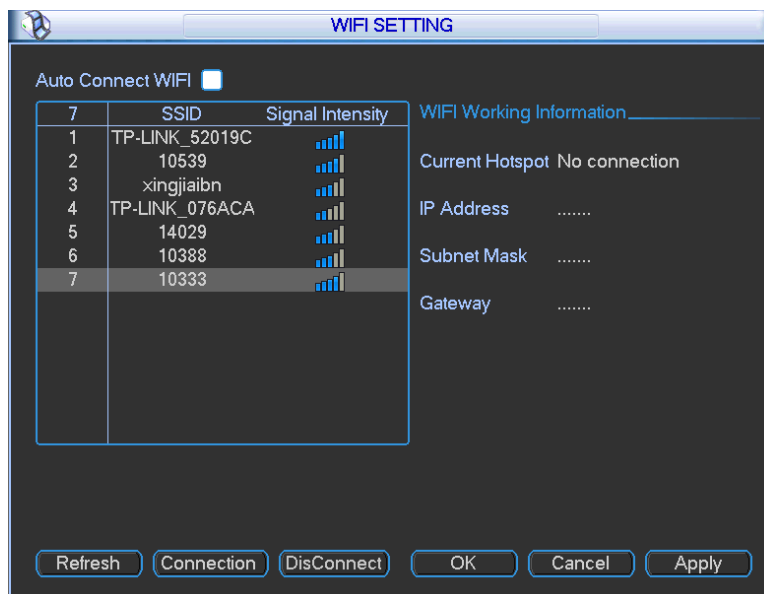 WIFI SETTING
Auto Connect WIFI
7 SSID Signal Intensity
1 TP-LINK_52019C
2 10539
3 xingjiaibn
4 TP-LINK_076ACA
5 14029
6 10388
7 10333
WIFI Working Information
Current Hotspot No connection
IP Address .......
Subnet Mask .......
Gateway .......
Refresh Connection DisConnect OK Cancel Apply